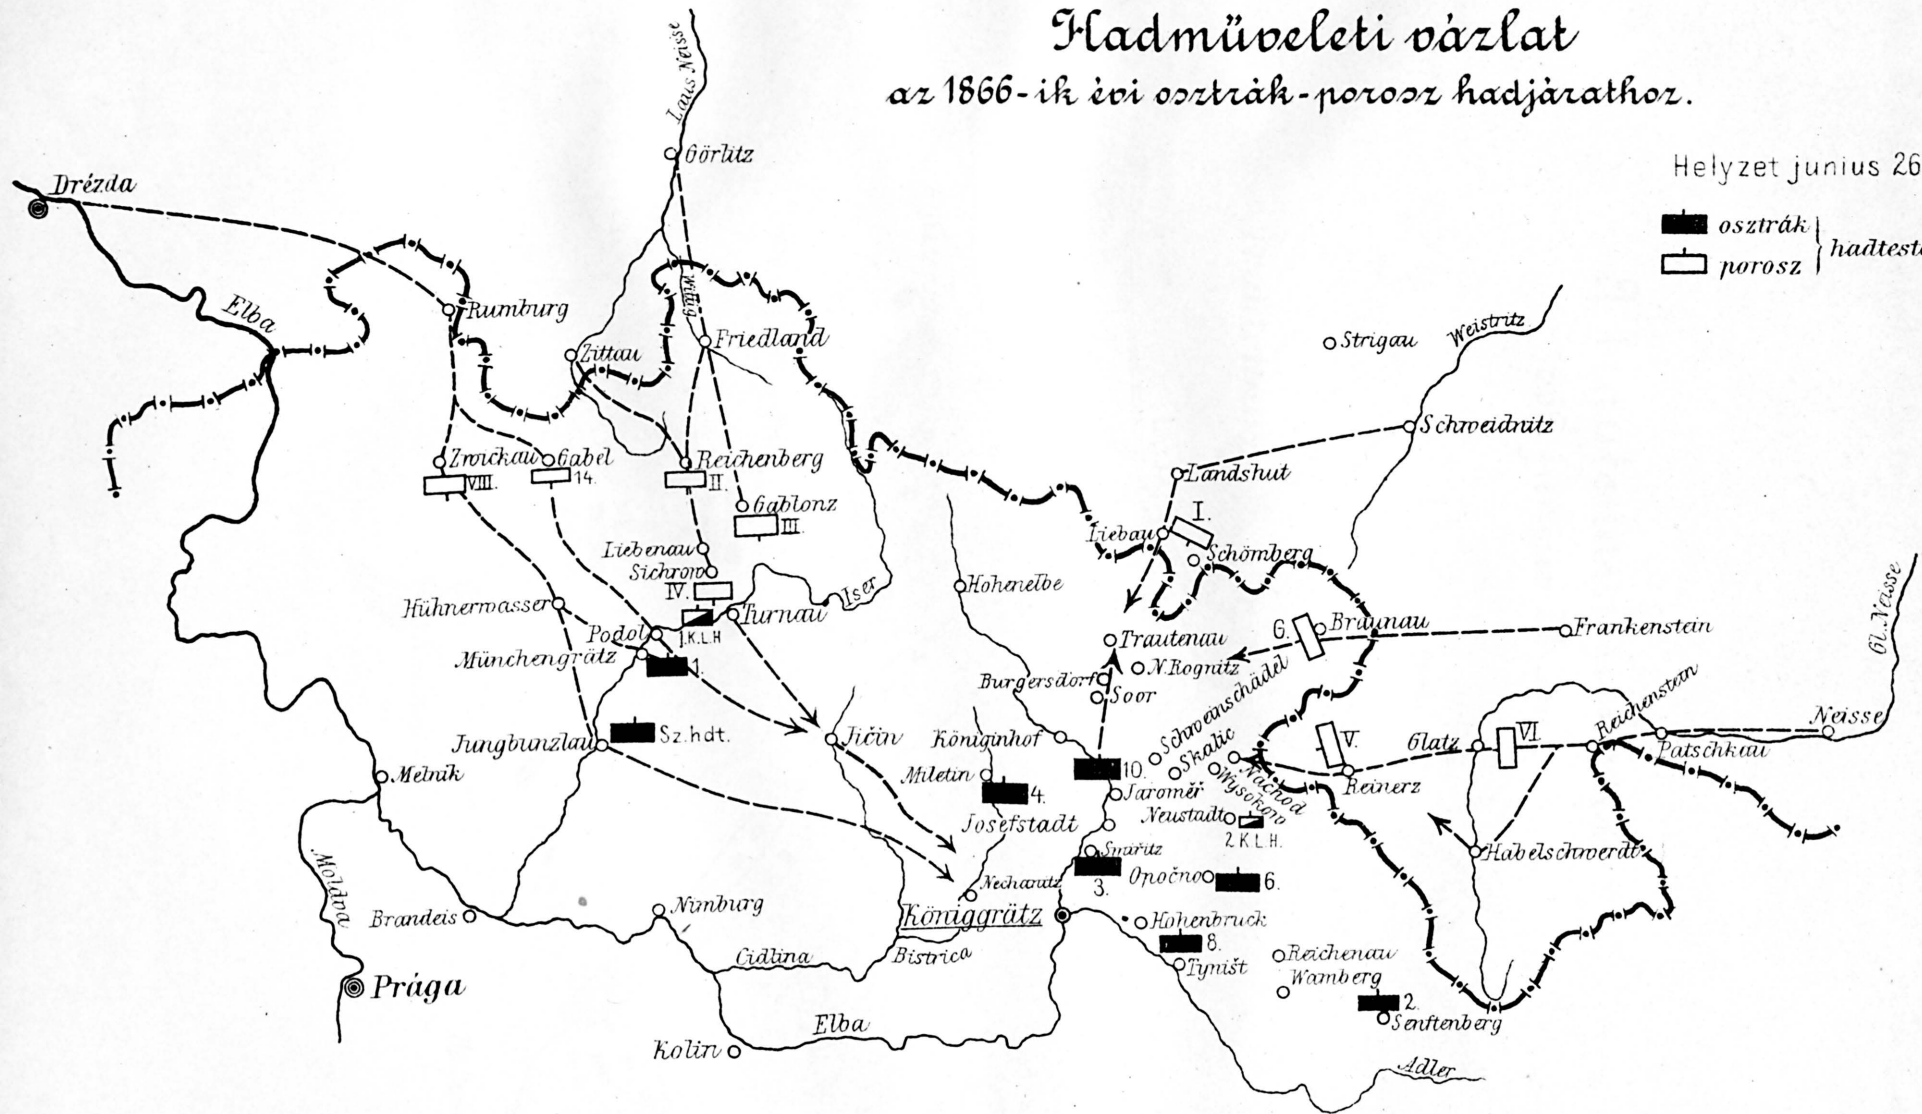 Hadmüveleti vázlat
az 1866-ik évi osztrák-porosz hadjárathoz.
Helyzet junius 26
osztrák
porosz
Laus Neisse
Görlitz
Drézda
Elba
Rumburg
Zittau
Wittig
Friedland
Strigau
Weistritz
Schweidnitz
Landshut
Zwickau
VIII.
Gabel
14.
Reichenberg
II.
Gablonz
III.
Liebau
I.
Schömberg
Liebenau
Sichrow
IV.
1.K.L.H
Turnau
Iser
Hohenelbe
Hühnerwasser
Podol
Münchengrätz
1.
Trautenau
N.Rognitz
Burgersdorf
Soor
6.
Braunau
Frankenstein
Gl. Neisse
Jungbunzlau
Sz.hdt.
Jičin
Königinhof
Miletin
4.
10.
Schweinschädel
Skalic
Wysokow
Náchod
V.
Reinerz
Glatz
VI.
Reichenstein
Patschkau
Neisse
Melnik
Jaroměř
Josefstadt
Neustadt
2 K.L.H.
Habelschwerdt
Smiřitz
3.
Opočno
6.
Nechanitz
Königgrätz
Moldva
Brandeis
Nimburg
Cidlina
Bistrica
Hohenbruck
8.
Tyništ
Reichenau
Wamberg
2.
Senftenberg
Prága
Kolin
Elba
Adler